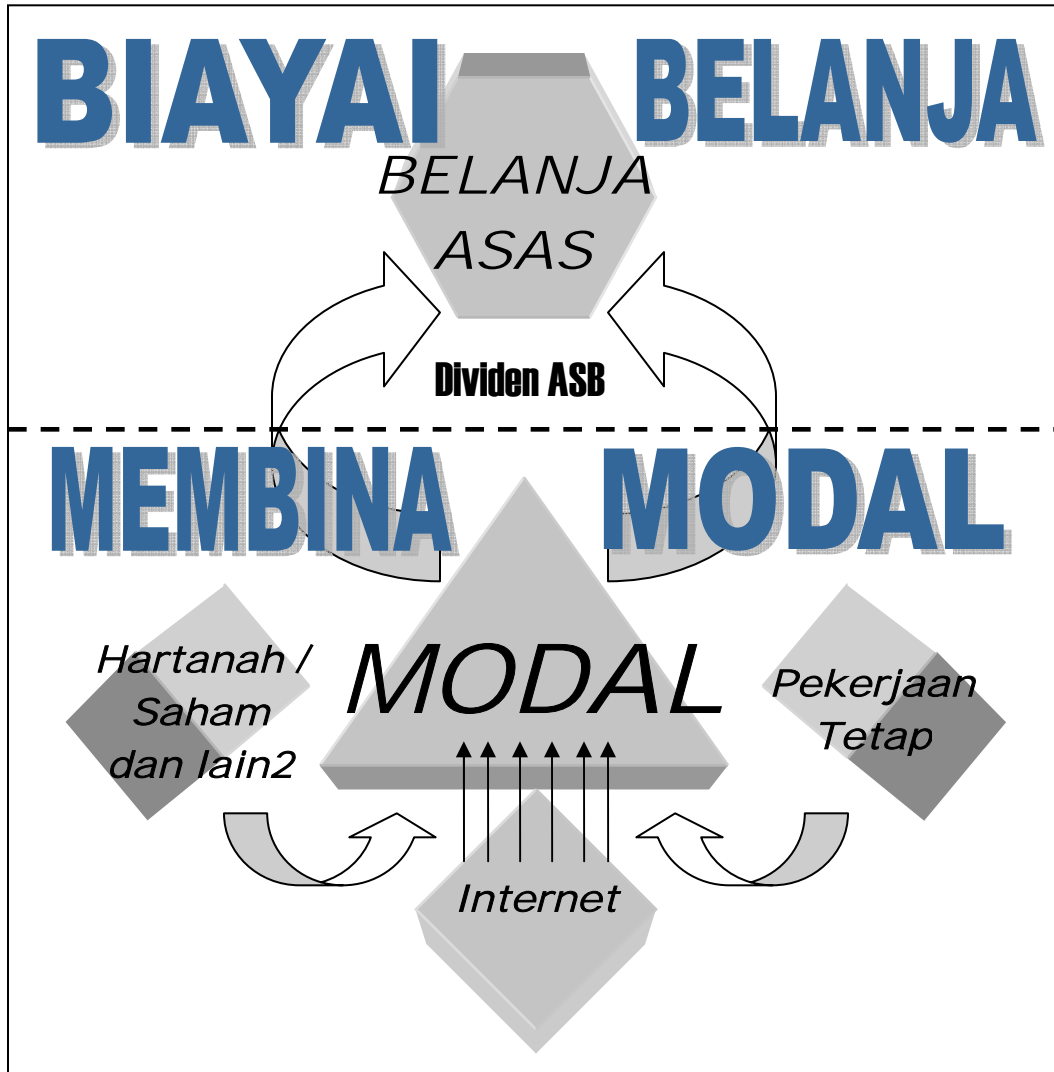 BIAYAI BELANJA
BELANJA
ASAS
Dividen ASB
MEMBINA MODAL
Hartanah /
Saham
dan lain2
MODAL
Pekerjaan
Tetap
Internet